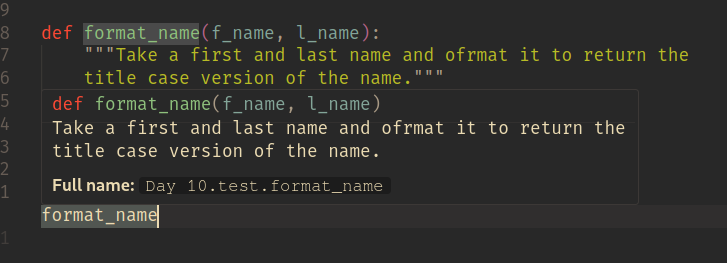 9
8 def format_name(f_name, l_name):
7 """Take a first and last name and ofrmat it to return the
6 title case version of the name."""
5 def format_name(f_name, l_name)
4 Take a first and last name and ofrmat it to return the
3 title case version of the name.
2
1 Full name: Day 10.test.format_name
format_name
1